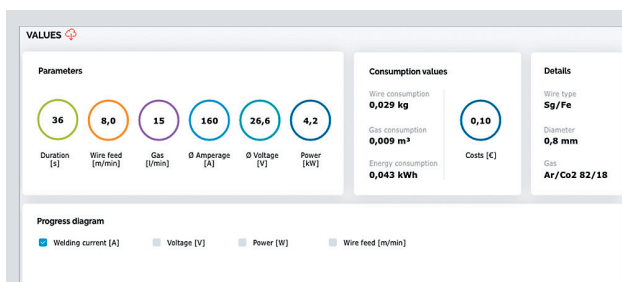 VALUES
Parameters
36
8,0
15
160
26,6
4,2
Duration
[s]
Wire feed
[m/min]
Gas
[l/min]
Ø Amperage
[A]
Ø Voltage
[V]
Power
[kW]
Consumption values
Wire consumption
0,029 kg
Gas consumption
0,009 m³
Energy consumption
0,043 kWh
0,10
Costs [€]
Details
Wire type
Sg/Fe
Diameter
0,8 mm
Gas
Ar/Co2 82/18
Progress diagram
Welding current [A]
Voltage [V]
Power [W]
Wire feed [m/min]